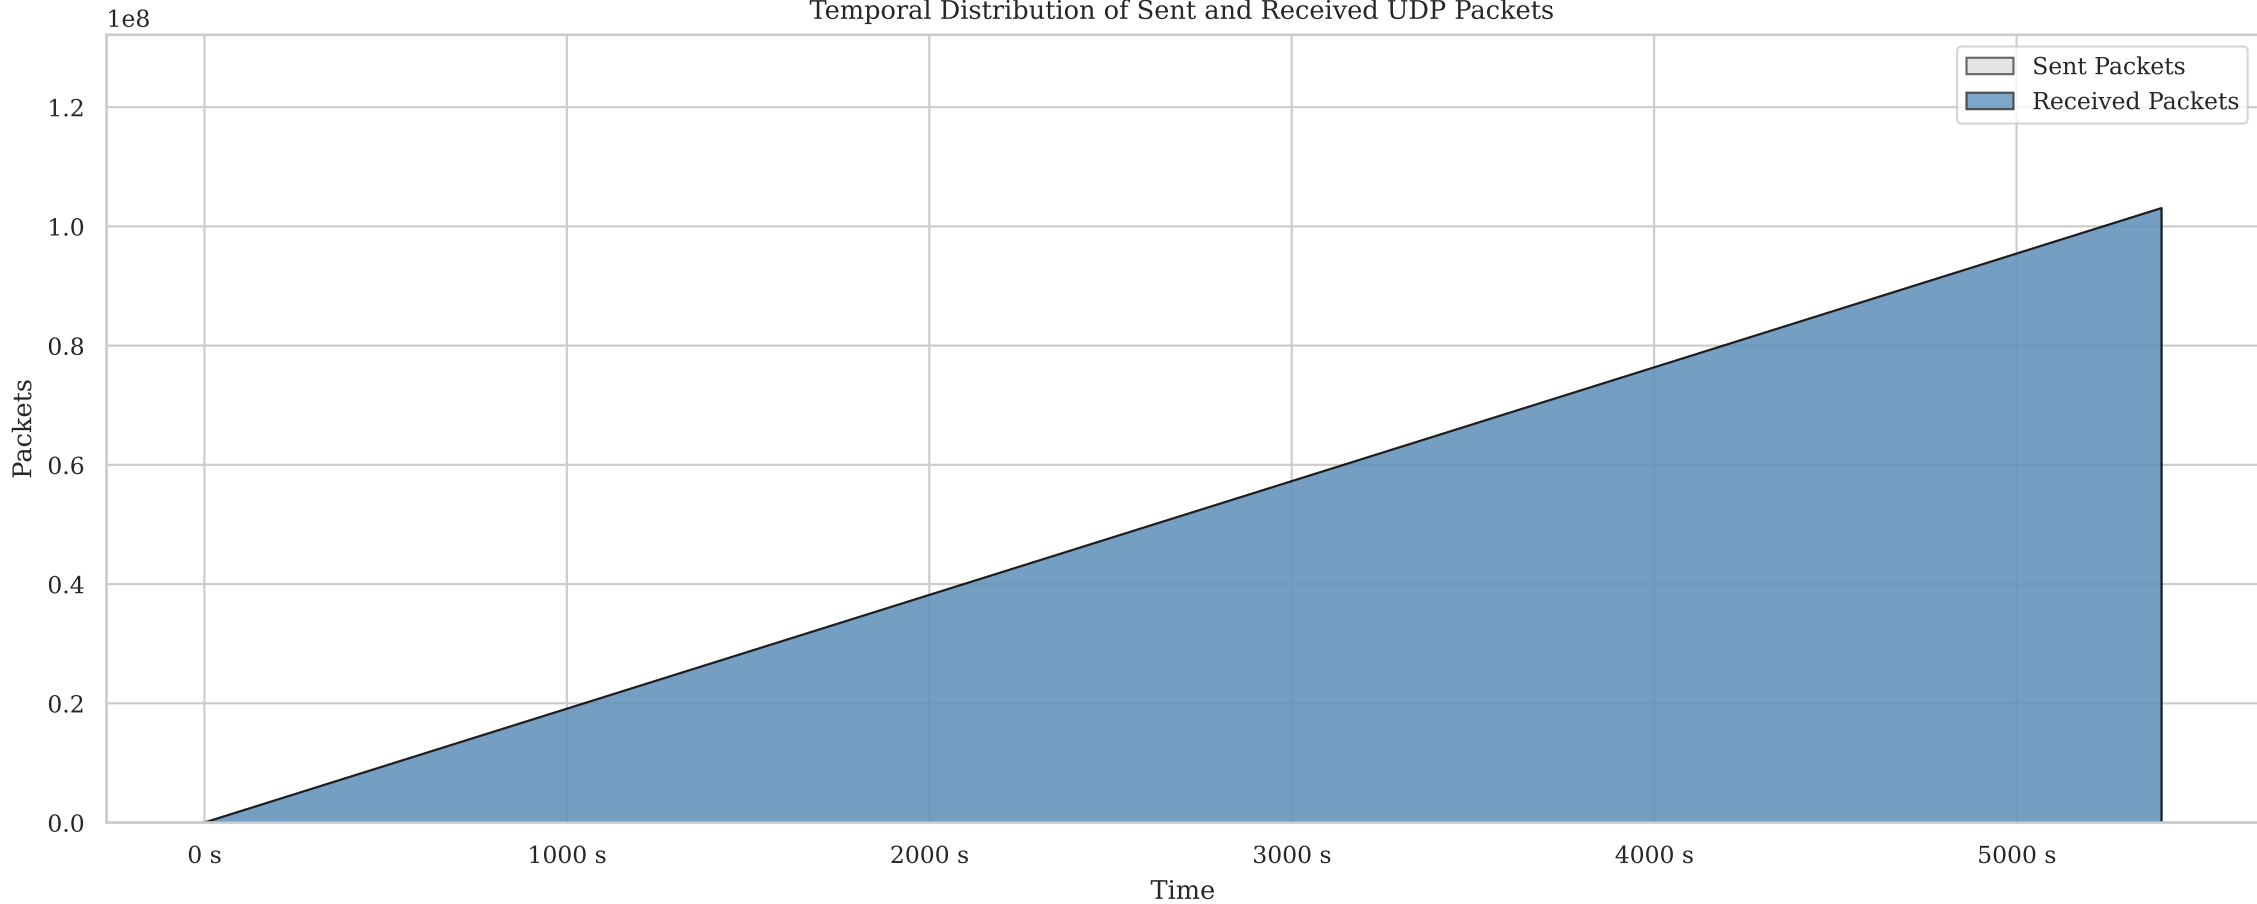 Temporal Distribution of Sent and Received UDP Packets
1e8
Sent Packets
Received Packets
1.2
1.0
0.8
0.6
0.4
0.2
0.0
Packets
0 s 1000 s 2000 s 3000 s 4000 s 5000 s
Time